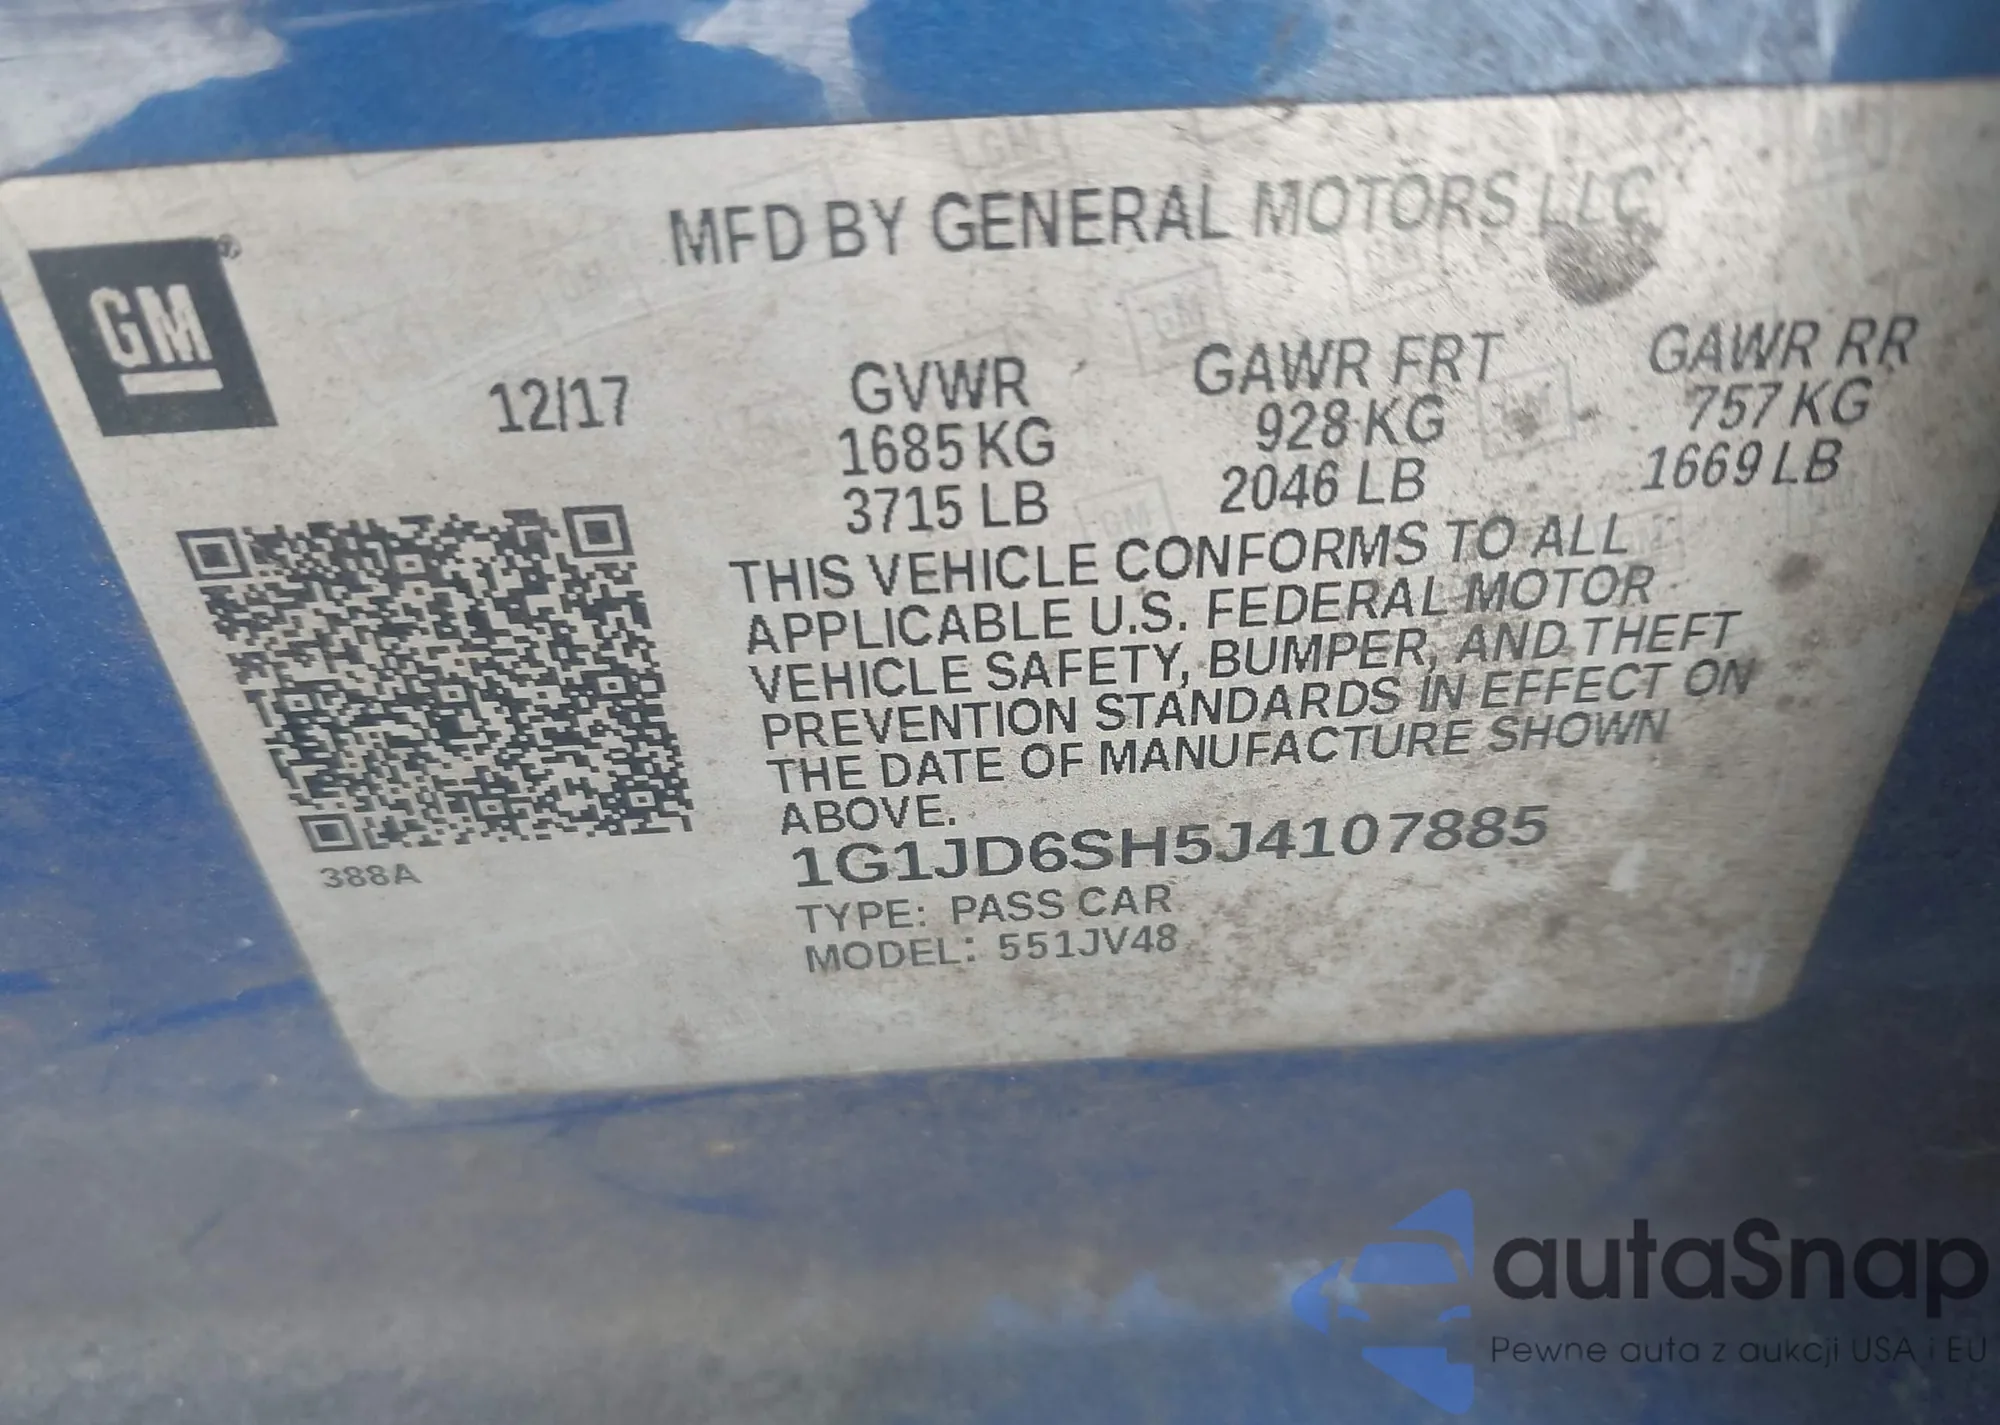 MFD BY GENERAL MOTORS LLC
GM
12/17
GVWR GAWR FRT GAWR RR
1685 KG 928 KG 757 KG
3715 LB 2046 LB 1669 LB
THIS VEHICLE CONFORMS TO ALL
APPLICABLE U.S. FEDERAL MOTOR
VEHICLE SAFETY, BUMPER, AND THEFT
PREVENTION STANDARDS IN EFFECT ON
THE DATE OF MANUFACTURE SHOWN
ABOVE.
1G1JD6SH5J4107885
388A
TYPE: PASS CAR
MODEL: 551JV48
autaSnap
Pewne auta z aukcji USA i EU